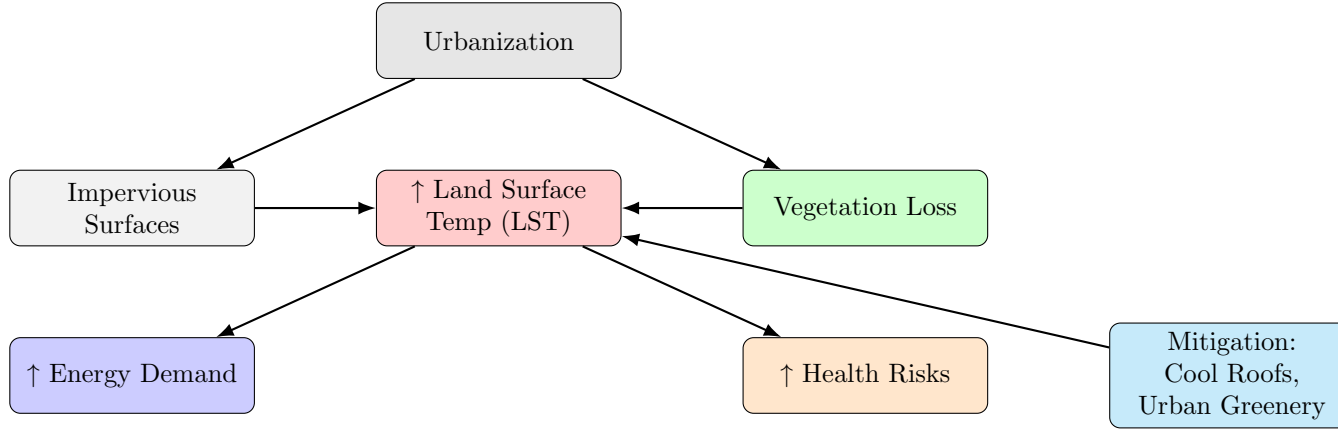 Urbanization
Impervious
Surfaces
↑ Land Surface
Temp (LST)
Vegetation Loss
↑ Energy Demand
↑ Health Risks
Mitigation:
Cool Roofs,
Urban Greenery